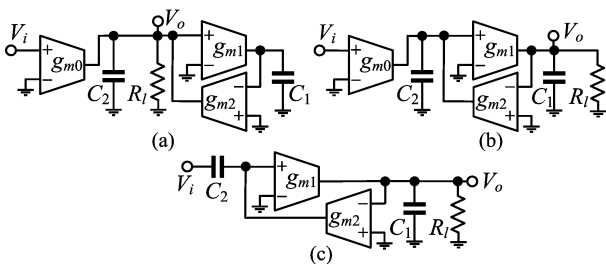 Vi + − gm0 C2 Vo Rl + − gm1 gm2 − + C1
(a)
Vi + − gm0 C2 + − gm1 gm2 − + Vo C1 Rl
(b)
Vi C2 + − gm1 gm2 − + C1 Rl Vo
(c)